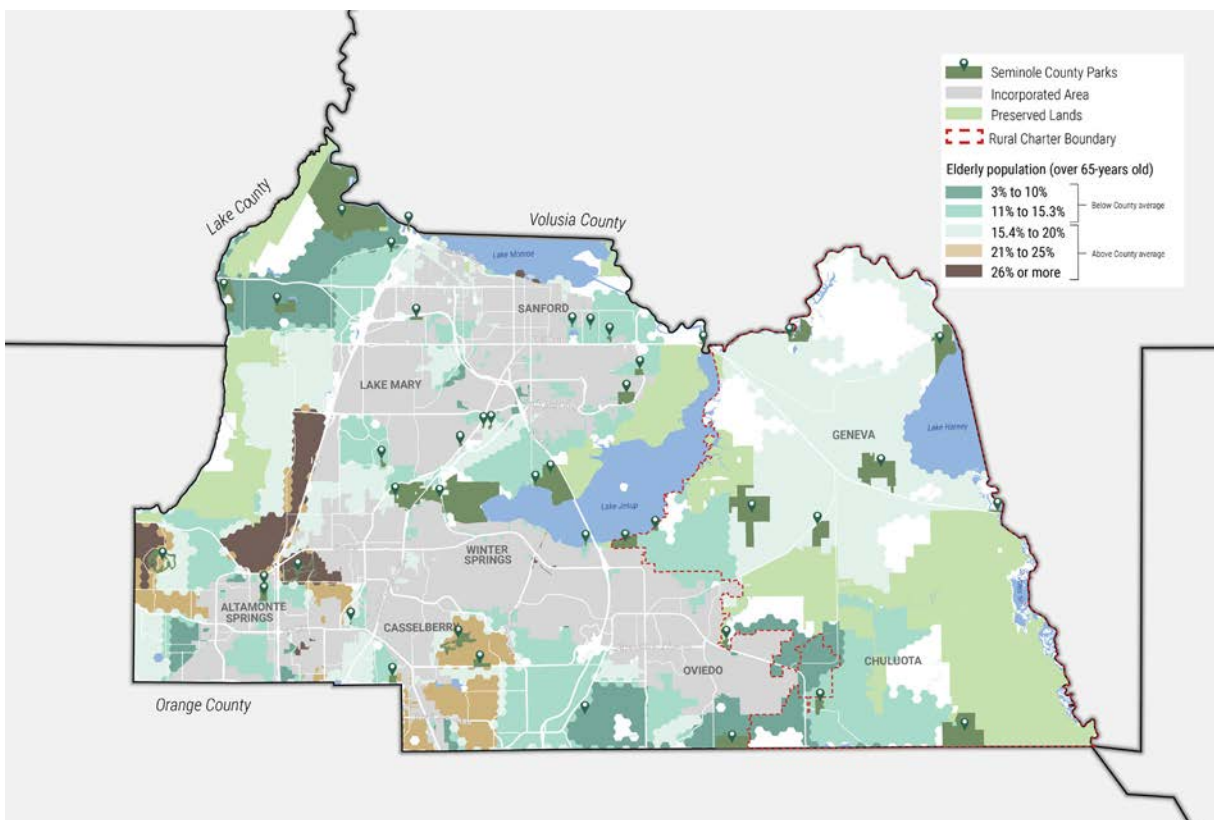 Seminole County Parks
Incorporated Area
Preserved Lands
Rural Charter Boundary
Elderly population (over 65-years old)
3% to 10%
11% to 15.3%
Below County average
15.4% to 20%
21% to 25%
26% or more
Above County average
Lake County
Volusia County
Lake Monroe
SANFORD
LAKE MARY
GENEVA
Lake Harney
Lake Jesup
WINTER
SPRINGS
ALTAMONTE
SPRINGS
CASSELBERRY
OVIEDO
CHULUOTA
Orange County